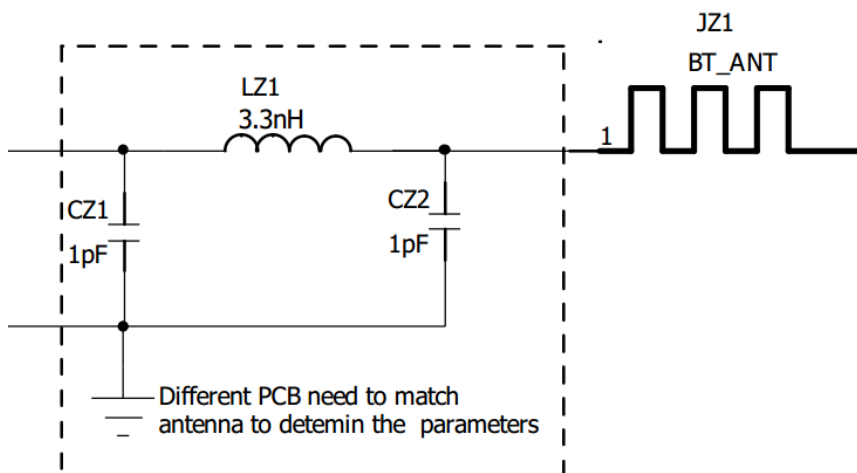 JZ1
BT_ANT
1
LZ1
3.3nH
CZ1
1pF
CZ2
1pF
Different PCB need to match
antenna to detemin the parameters